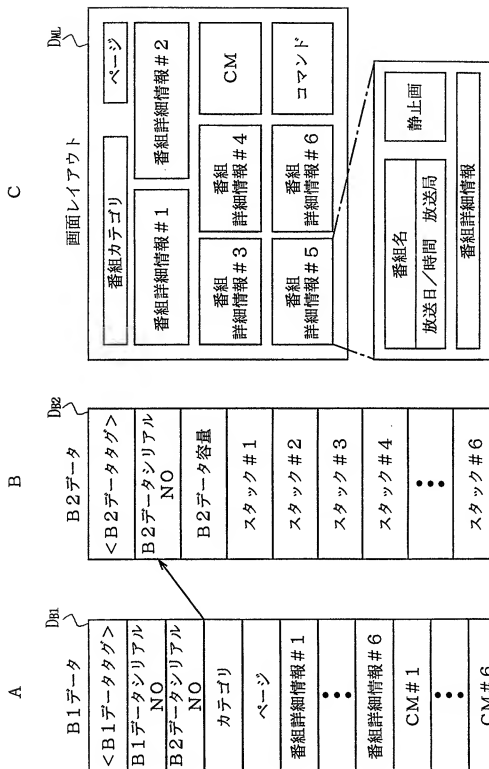 A
B1データ
DB1
<B1データタグ>
B1データシリアル
NO
B2データシリアル
NO
カテゴリ
ページ
番組詳細情報#1
•••
番組詳細情報#6
CM#1
•••
CM#6
B
B2データ
DB2
<B2データタグ>
B2データシリアル
NO
B2データ容量
スタック#1
スタック#2
スタック#3
スタック#4
•••
スタック#6
C
画面レイアウト
DML
番組カテゴリ
ページ
番組詳細情報#1
番組詳細情報#2
番組
詳細情報#3
番組
詳細情報#4
CM
番組
詳細情報#5
番組
詳細情報#6
コマンド
番組名
静止画
放送日/時間 放送局
番組詳細情報